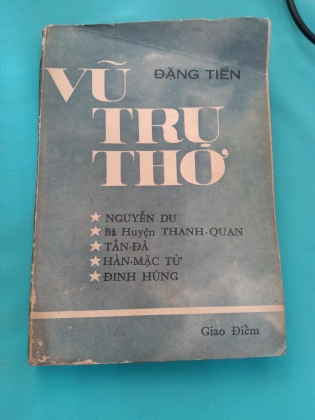 VŨ
ĐẶNG TIẾN
TRỤ
THƠ
★ NGUYỄN DU
★ Bà Huyện THANH-QUAN
★ TẢN-ĐÀ
★ HÀN-MẶC TỬ
★ ĐINH HÙNG
Giao Điểm